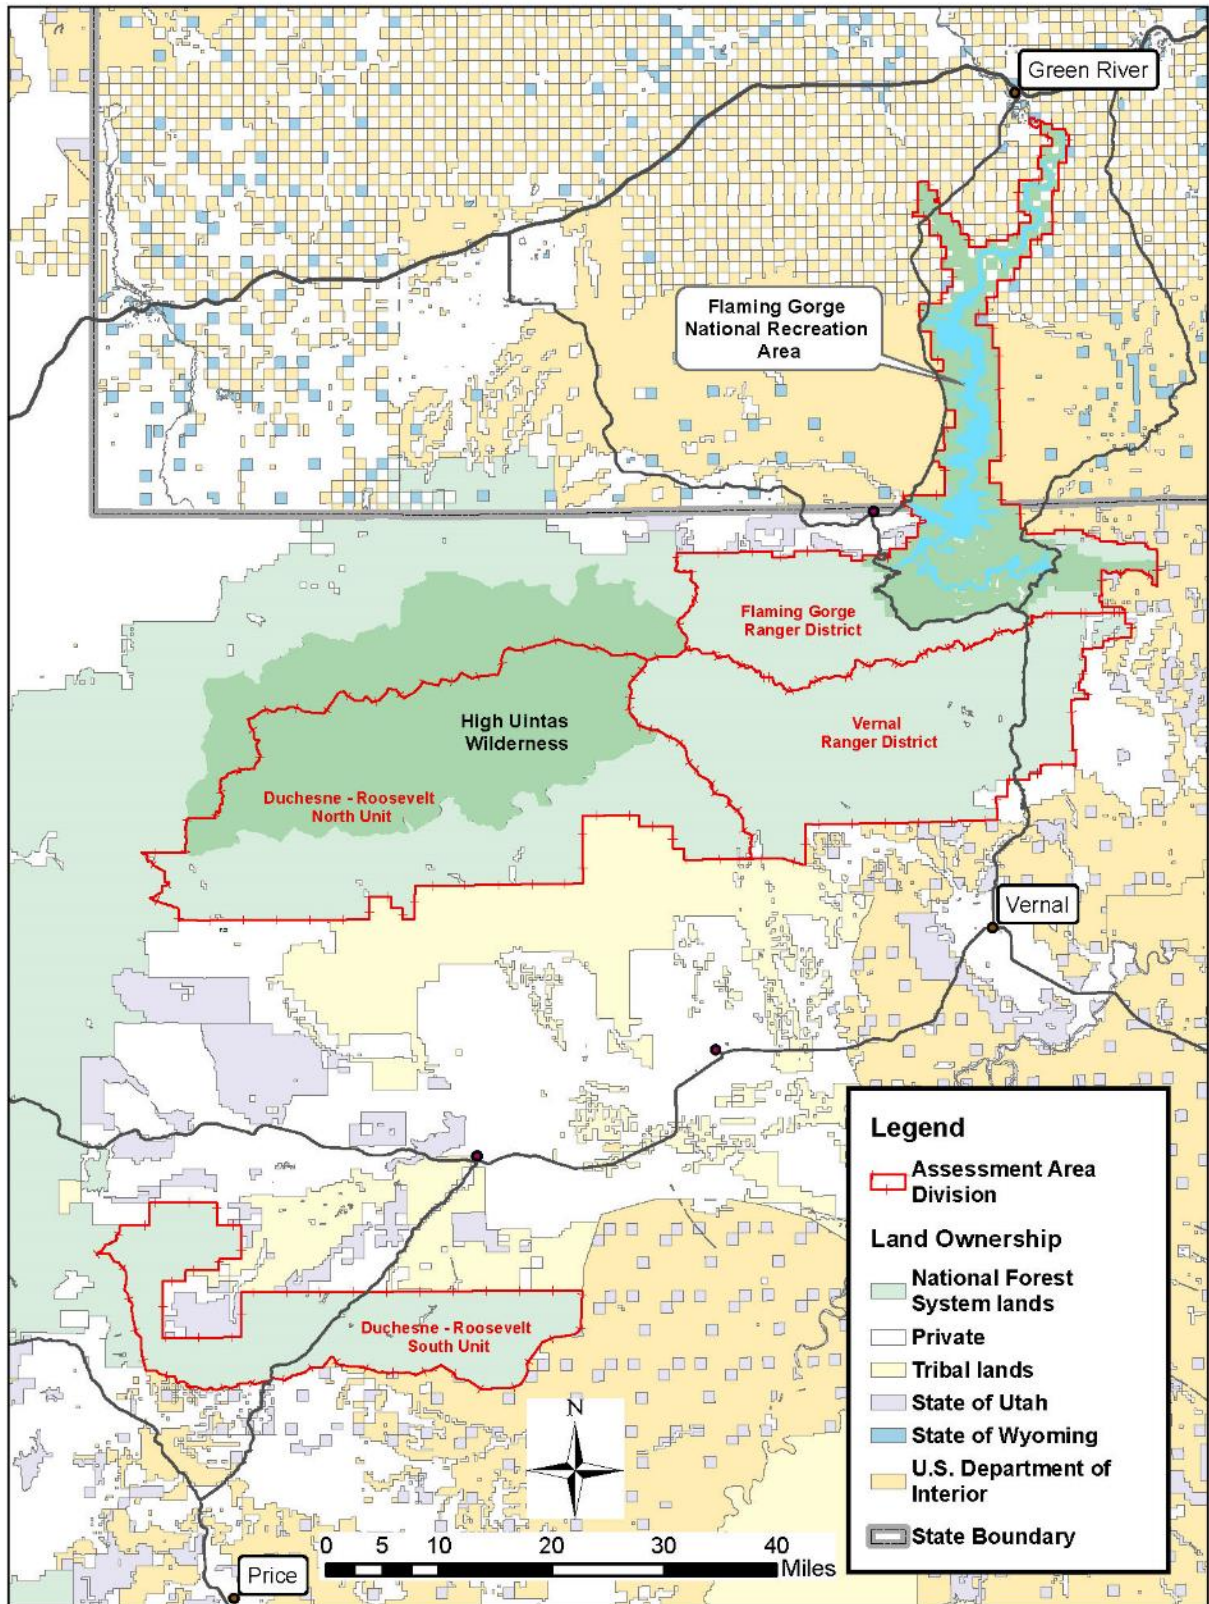 Green River
Flaming Gorge
National Recreation
Area
Flaming Gorge
Ranger District
High Uintas
Wilderness
Vernal
Ranger District
Duchesne - Roosevelt
North Unit
Vernal
Duchesne - Roosevelt
South Unit
Price
N
0 5 10 20 30 40
Miles
Legend
Assessment Area
Division
Land Ownership
National Forest
System lands
Private
Tribal lands
State of Utah
State of Wyoming
U.S. Department of
Interior
State Boundary